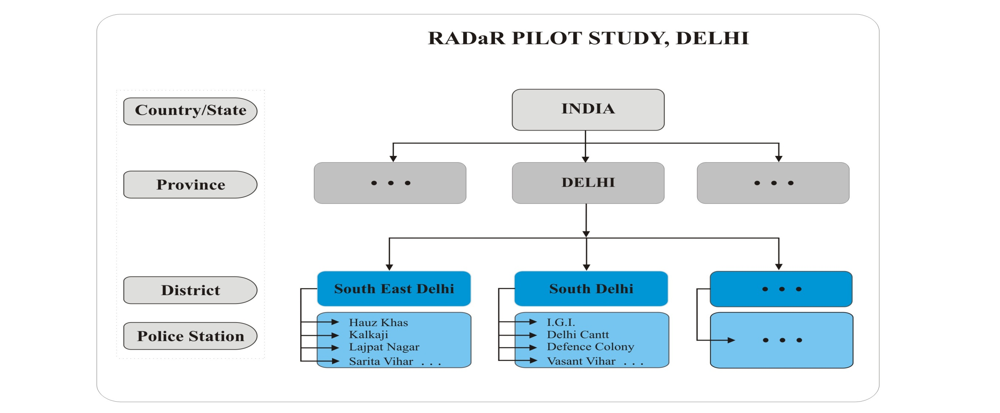 RADaR PILOT STUDY, DELHI
Country/State
INDIA
Province
. . .
DELHI
. . .
District
South East Delhi
South Delhi
. . .
Police Station
Hauz Khas
Kalkaji
Lajpat Nagar
Sarita Vihar . . .
I.G.I.
Delhi Cantt
Defence Colony
Vasant Vihar . . .
. . .